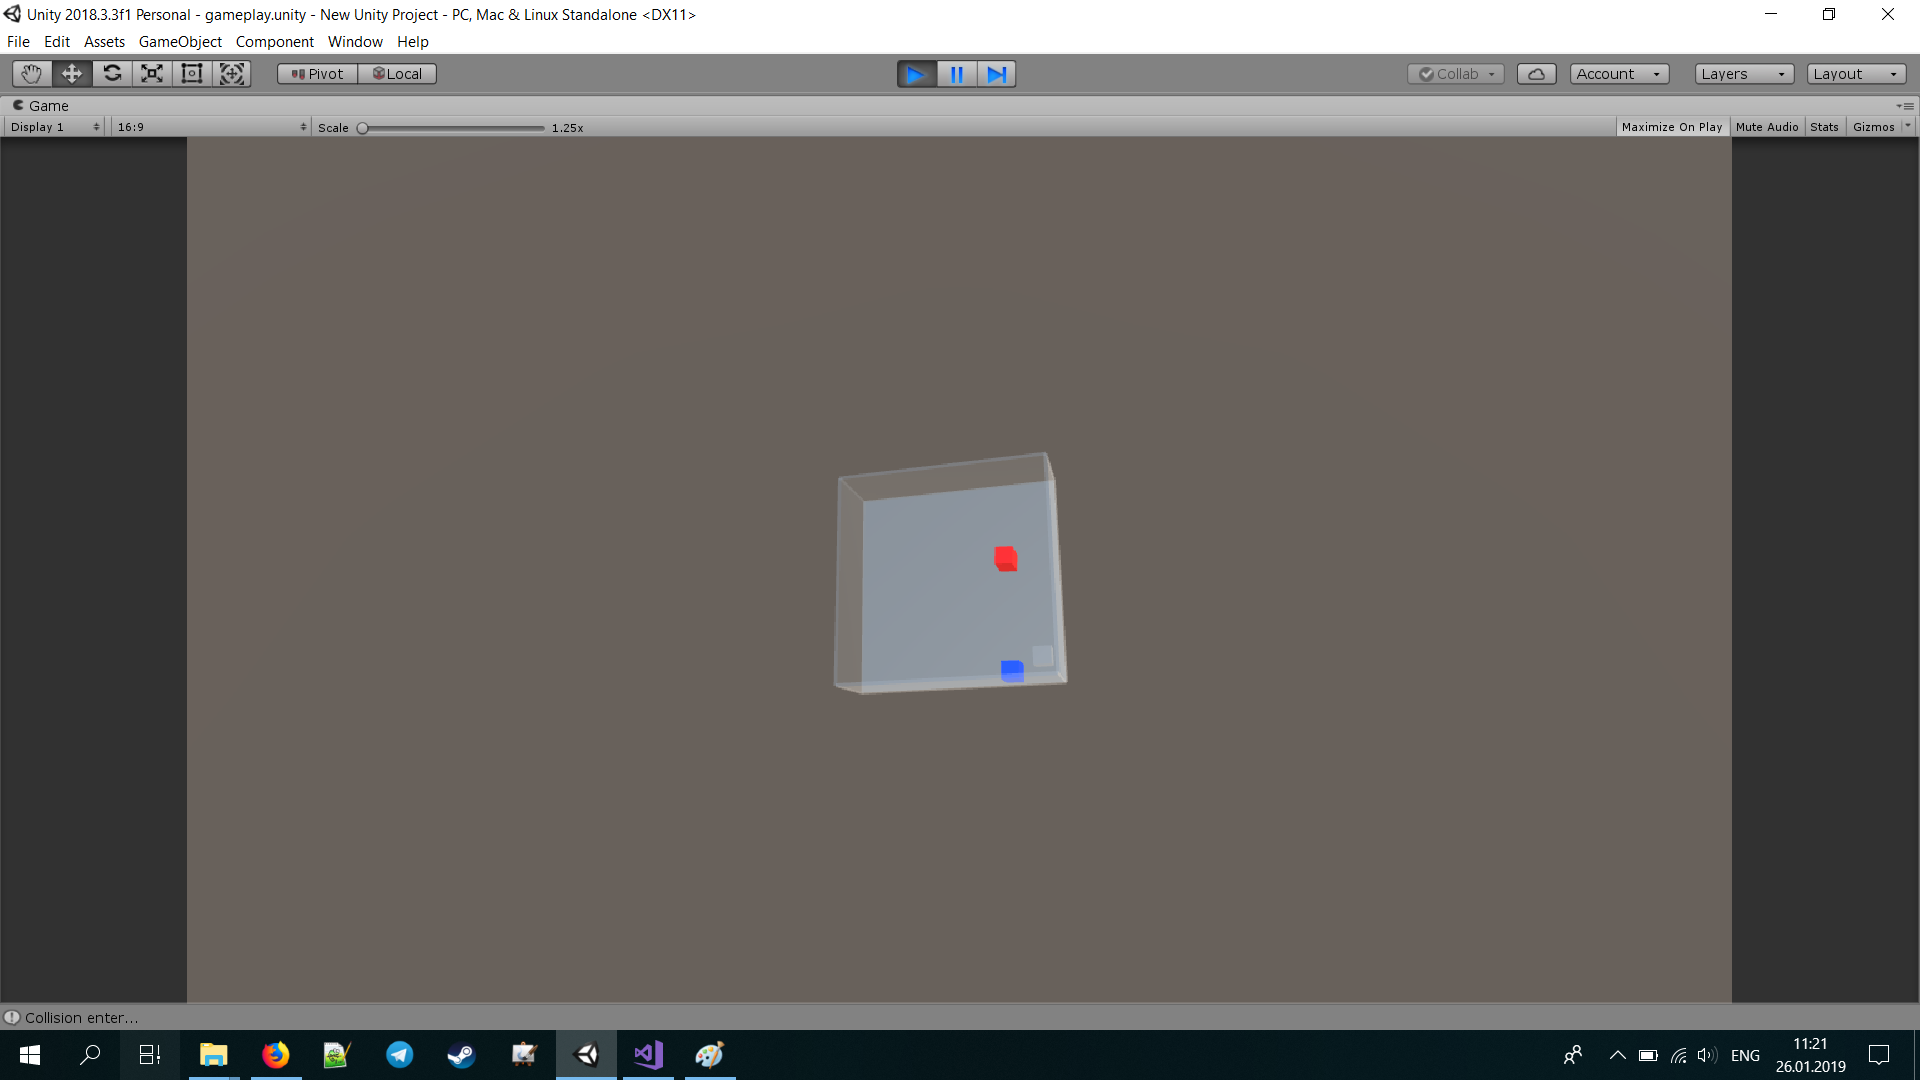 Unity 2018.3.3f1 Personal - gameplay.unity - New Unity Project - PC, Mac & Linux Standalone <DX11>
File Edit Assets GameObject Component Window Help
Pivot Local Collab Account Layers Layout
Game
Display 1 16:9 Scale 1.25x Maximize On Play Mute Audio Stats Gizmos
Collision enter...
ENG
11:21
26.01.2019